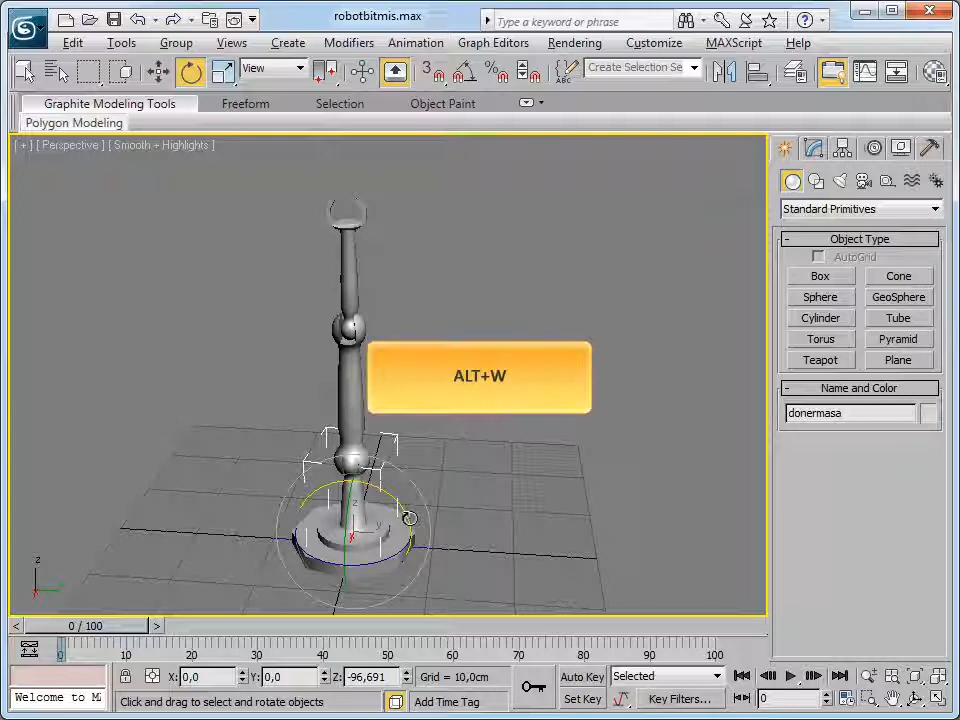 robotbitmis.max
Type a keyword or phrase
Edit Tools Group Views Create Modifiers Animation Graph Editors Rendering Customize MAXScript Help
View
3
ABC
Create Selection Se
Graphite Modeling Tools Freeform Selection Object Paint
Polygon Modeling
[ + ] [ Perspective ] [ Smooth + Highlights ]
Standard Primitives
- Object Type
AutoGrid
Box Cone
Sphere GeoSphere
Cylinder Tube
Torus Pyramid
Teapot Plane
- Name and Color
donermasa
ALT+W
z
y
x
z
0 / 100
0 10 20 30 40 50 60 70 80 90 100
X: 0,0 Y: 0,0 Z: -96,691 Grid = 10,0cm
Auto Key Selected
Welcome to MA
Click and drag to select and rotate objects
Add Time Tag
Set Key Key Filters...
0